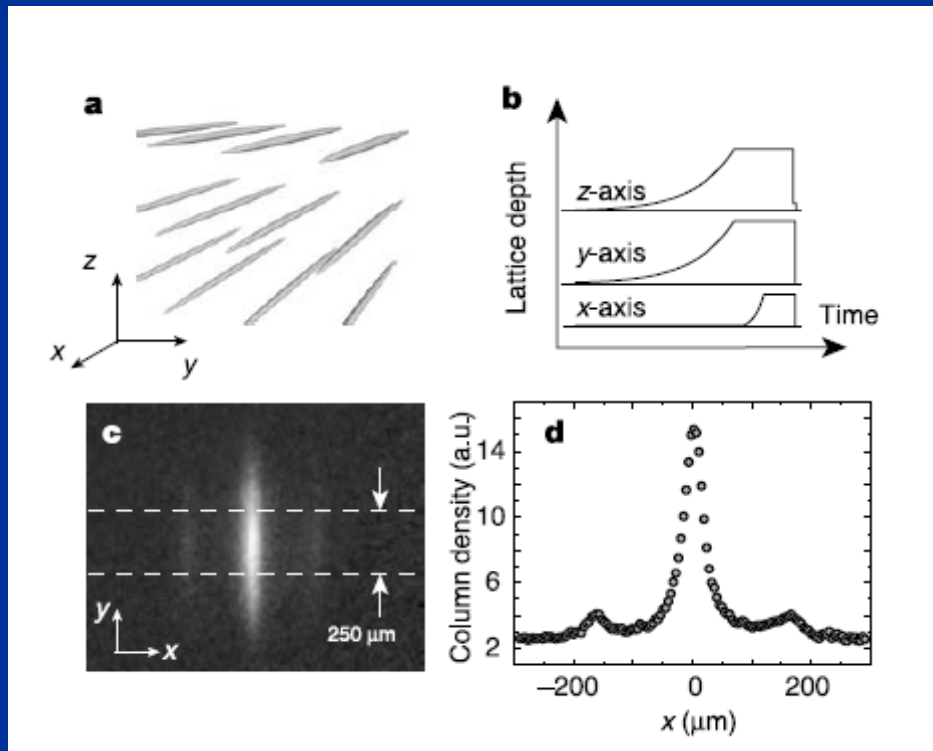 a
z
x
y
b
Lattice depth
z-axis
y-axis
x-axis
Time
c
y
x
250 μm
d
Column density (a.u.)
14
10
6
2
–200
0
200
x (μm)